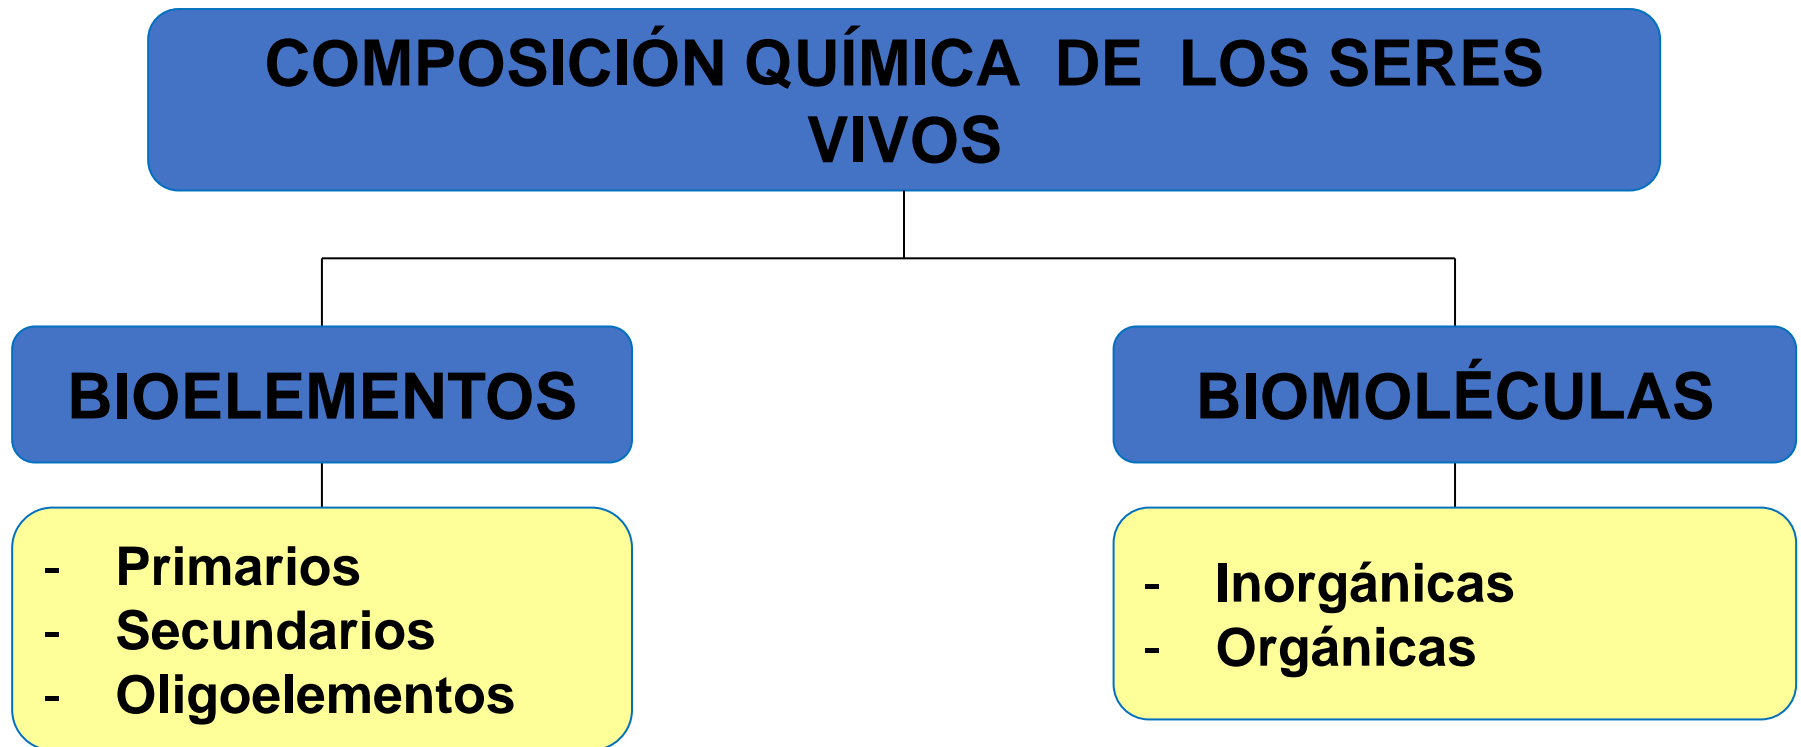 COMPOSICIÓN QUÍMICA DE LOS SERES
VIVOS
BIOELEMENTOS
BIOMOLÉCULAS
- Primarios
- Secundarios
- Oligoelementos
- Inorgánicas
- Orgánicas